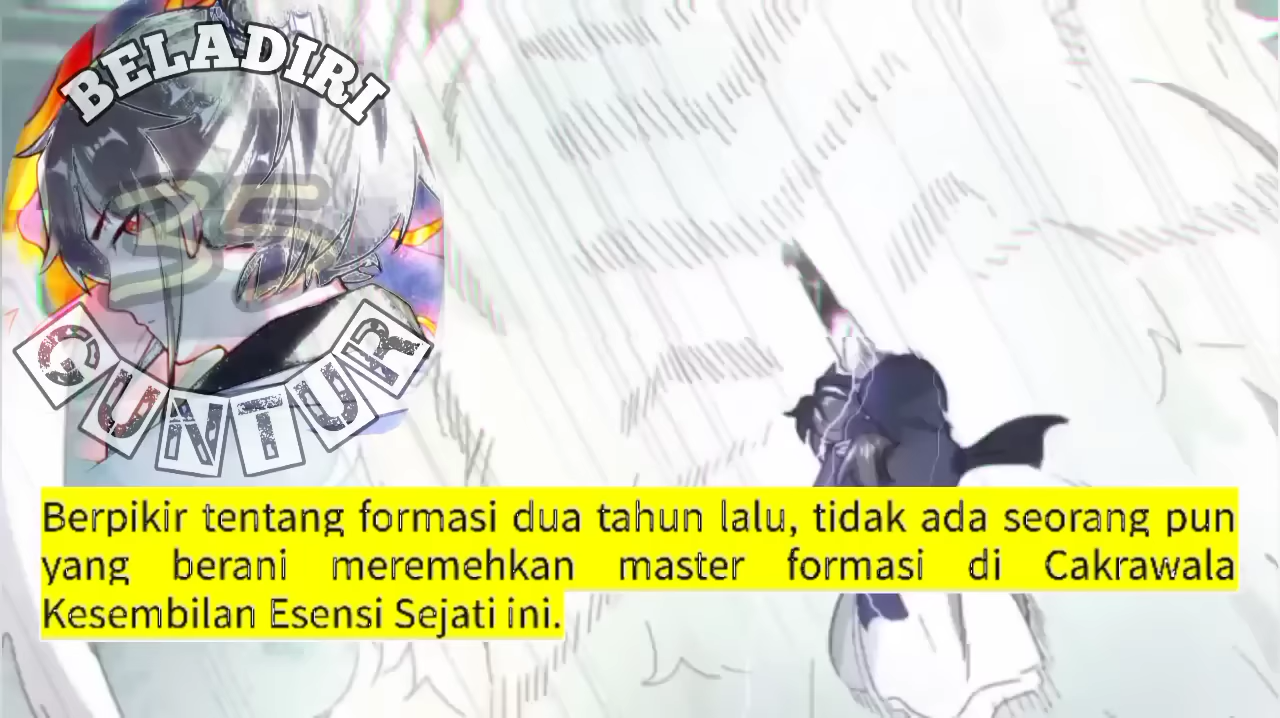 BELADIRI
35
GUNTUR
Berpikir tentang formasi dua tahun lalu, tidak ada seorang pun
yang berani meremehkan master formasi di Cakrawala
Kesembilan Esensi Sejati ini.